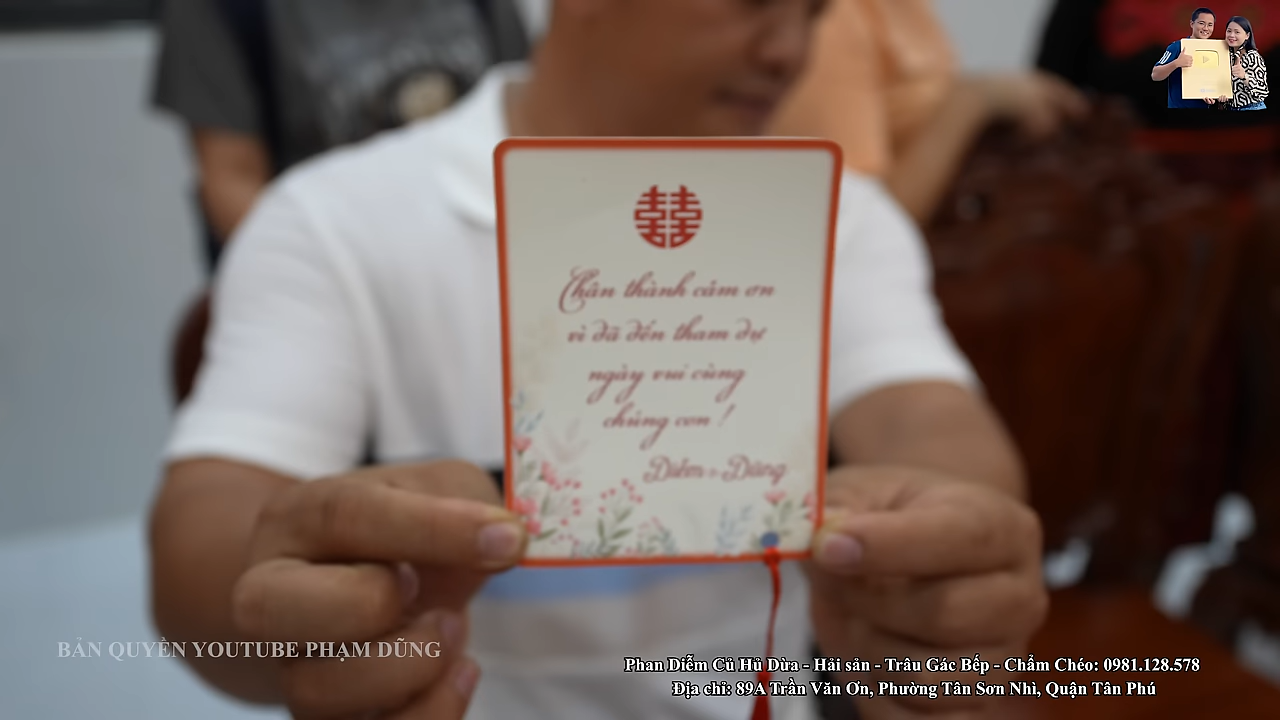 囍
Chân thành cảm ơn
vì đã đến tham dự
ngày vui cùng
chúng con !
Diễm - Dũng
BẢN QUYỀN YOUTUBE PHẠM DŨNG
Phan Diễm Củ Hủ Dừa - Hải sản - Trâu Gác Bếp - Chẩm Chéo: 0981.128.578
Địa chỉ: 89A Trần Văn Ơn, Phường Tân Sơn Nhì, Quận Tân Phú